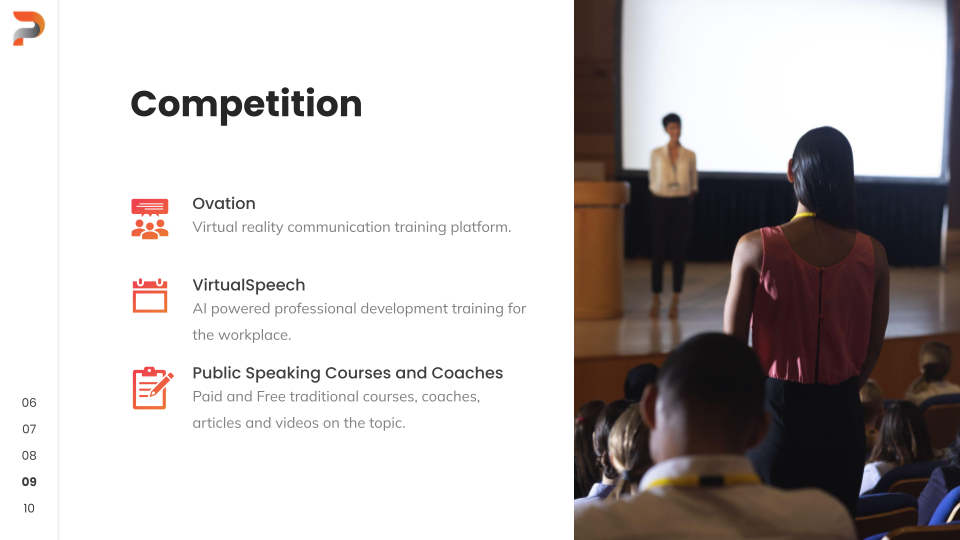 Competition
Ovation
Virtual reality communication training platform.
VirtualSpeech
AI powered professional development training for
the workplace.
Public Speaking Courses and Coaches
Paid and Free traditional courses, coaches,
articles and videos on the topic.
06
07
08
09
10